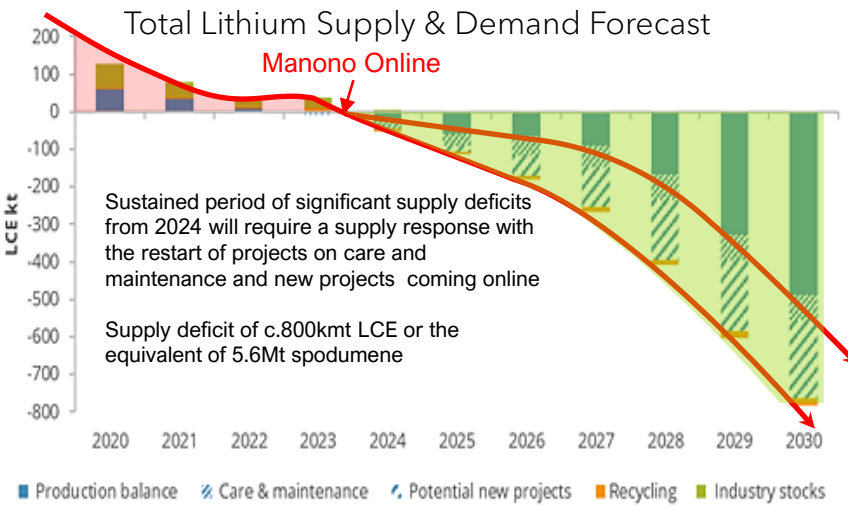 Total Lithium Supply & Demand Forecast
Manono Online
200
100
0
-100
-200
-300
-400
-500
-600
-700
-800
LCE kt
Sustained period of significant supply deficits
from 2024 will require a supply response with
the restart of projects on care and
maintenance and new projects coming online
Supply deficit of c.800kmt LCE or the
equivalent of 5.6Mt spodumene
2020 2021 2022 2023 2024 2025 2026 2027 2028 2029 2030
Production balance Care & maintenance Potential new projects Recycling Industry stocks